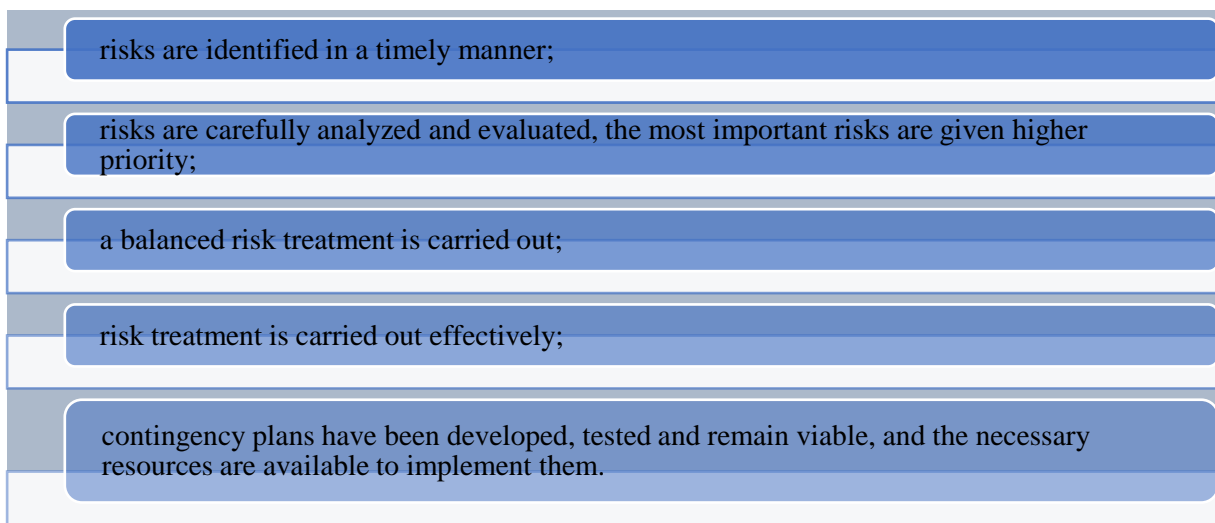 risks are identified in a timely manner;
risks are carefully analyzed and evaluated, the most important risks are given higher
priority;
a balanced risk treatment is carried out;
risk treatment is carried out effectively;
contingency plans have been developed, tested and remain viable, and the necessary
resources are available to implement them.